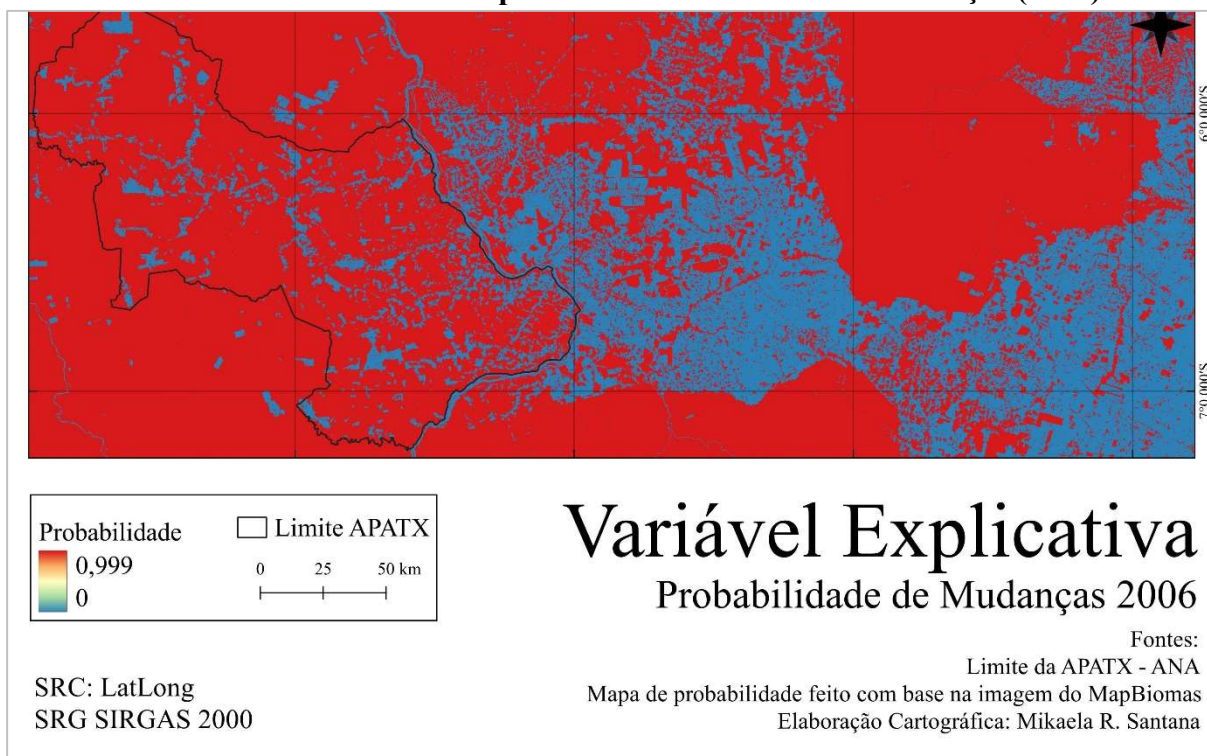 6°0.000'S
7°0.000'S
Probabilidade
0,999
0
Limite APATX
0 25 50 km
Variável Explicativa
Probabilidade de Mudanças 2006
Fontes:
Limite da APATX - ANA
Mapa de probabilidade feito com base na imagem do MapBiomas
Elaboração Cartográfica: Mikaela R. Santana
SRC: LatLong
SRG SIRGAS 2000